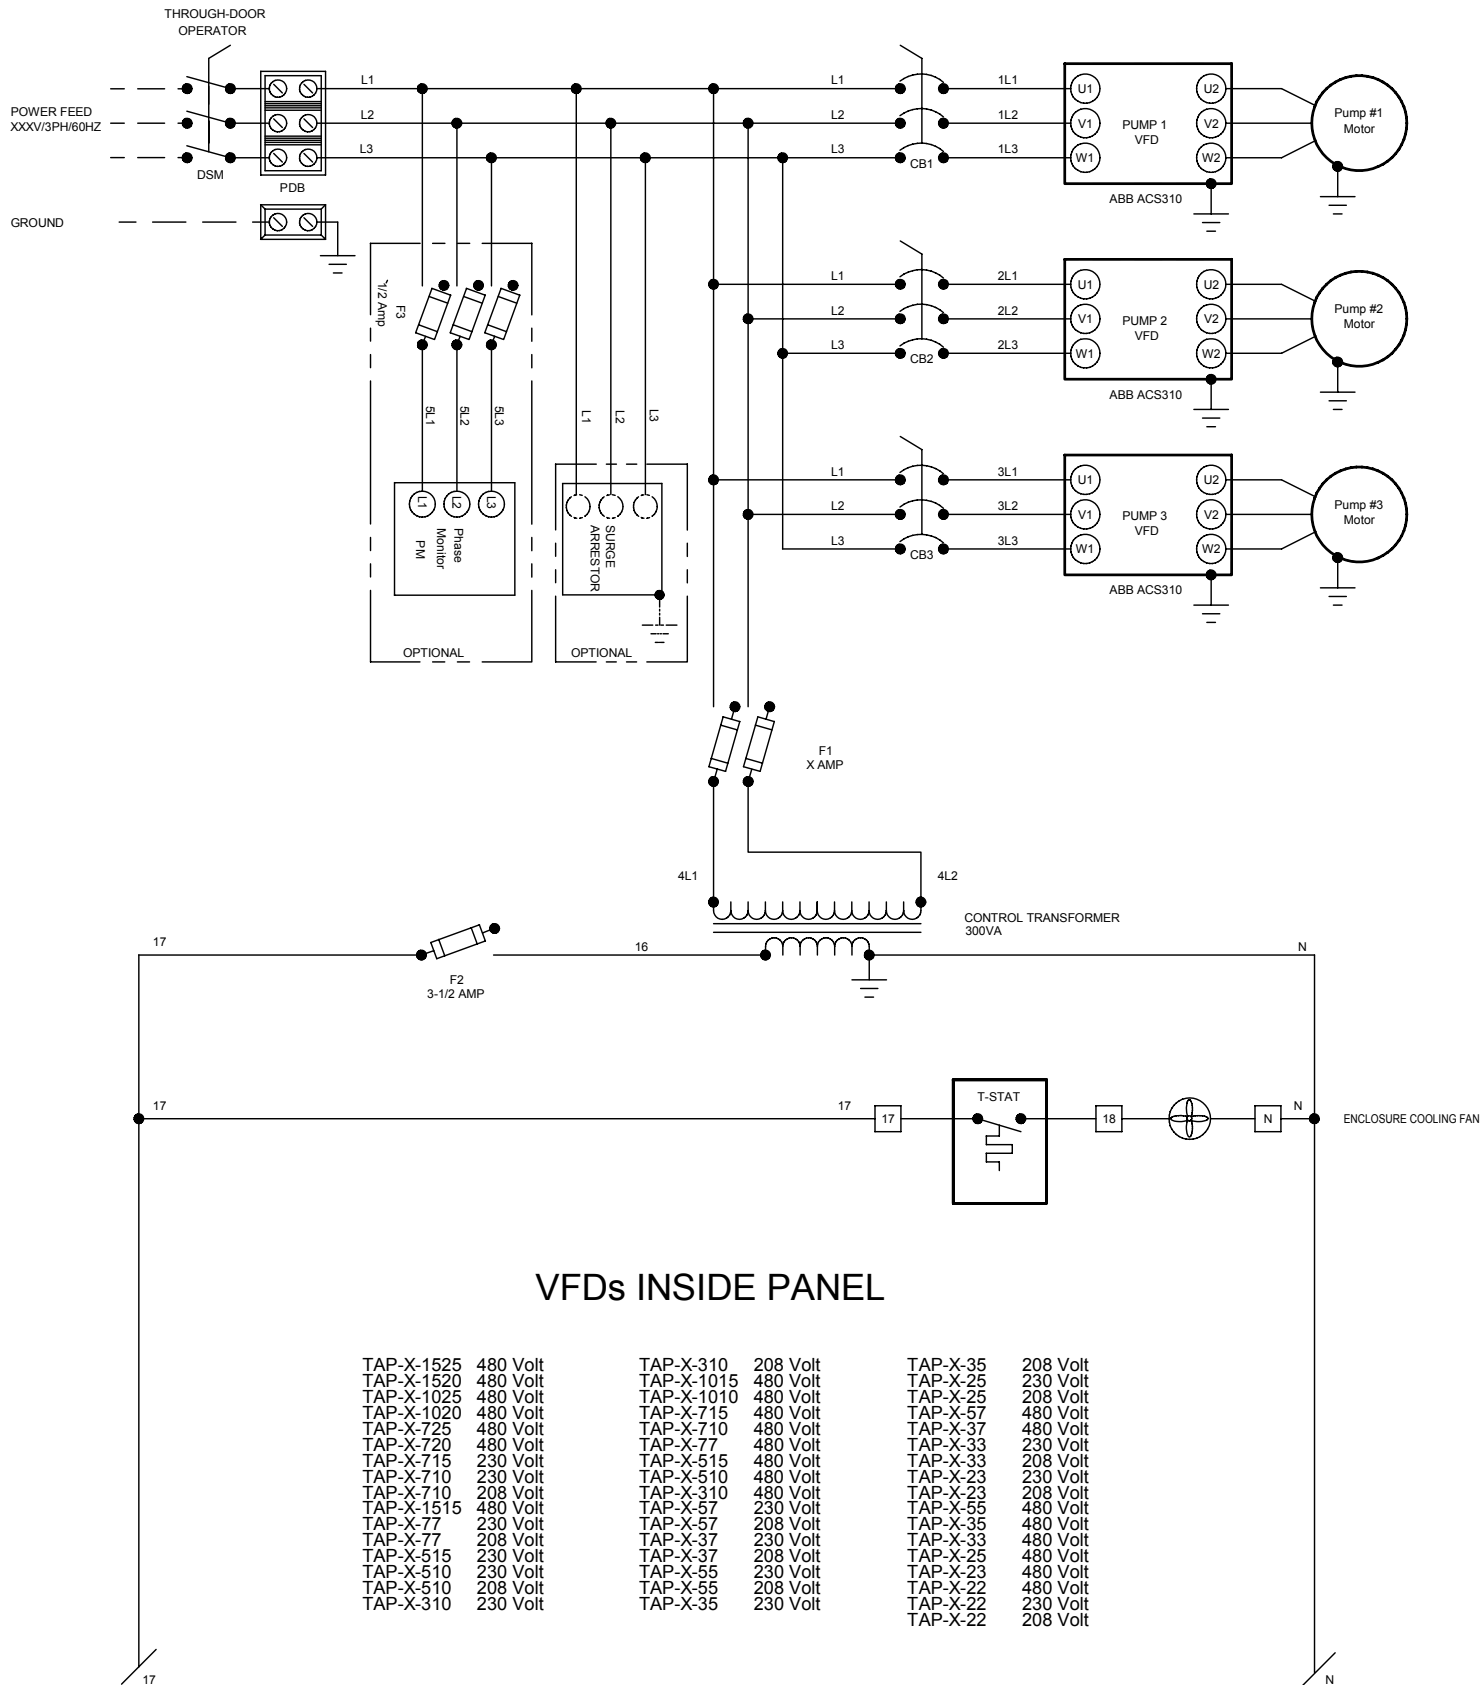 THROUGH-DOOR
OPERATOR
POWER FEED
XXXV/3PH/60HZ
DSM
PDB
GROUND
L1
L2
L3
L1
L2
L3
CB1
1L1
1L2
1L3
U1
V1
W1
PUMP 1
VFD
U2
V2
W2
ABB ACS310
Pump #1
Motor
L1
L2
L3
CB2
2L1
2L2
2L3
U1
V1
W1
PUMP 2
VFD
U2
V2
W2
ABB ACS310
Pump #2
Motor
L1
L2
L3
CB3
3L1
3L2
3L3
U1
V1
W1
PUMP 3
VFD
U2
V2
W2
ABB ACS310
Pump #3
Motor
F3
`1/2 Amp
5L1
5L2
5L3
L1
L2
L3
Phase
Monitor
PM
OPTIONAL
L1
L2
L3
SURGE
ARRESTOR
OPTIONAL
F1
X AMP
4L1
4L2
CONTROL TRANSFORMER
300VA
17
F2
3-1/2 AMP
16
N
17
17
17
T-STAT
18
N
N
ENCLOSURE COOLING FAN
VFDs INSIDE PANEL
TAP-X-1525 480 Volt
TAP-X-1520 480 Volt
TAP-X-1025 480 Volt
TAP-X-1020 480 Volt
TAP-X-725 480 Volt
TAP-X-720 480 Volt
TAP-X-715 230 Volt
TAP-X-710 230 Volt
TAP-X-710 208 Volt
TAP-X-1515 480 Volt
TAP-X-77 230 Volt
TAP-X-77 208 Volt
TAP-X-515 230 Volt
TAP-X-510 230 Volt
TAP-X-510 208 Volt
TAP-X-310 230 Volt
TAP-X-310 208 Volt
TAP-X-1015 480 Volt
TAP-X-1010 480 Volt
TAP-X-715 480 Volt
TAP-X-710 480 Volt
TAP-X-77 480 Volt
TAP-X-515 480 Volt
TAP-X-510 480 Volt
TAP-X-310 480 Volt
TAP-X-57 230 Volt
TAP-X-57 208 Volt
TAP-X-37 230 Volt
TAP-X-37 208 Volt
TAP-X-55 230 Volt
TAP-X-55 208 Volt
TAP-X-35 230 Volt
TAP-X-35 208 Volt
TAP-X-25 230 Volt
TAP-X-25 208 Volt
TAP-X-57 480 Volt
TAP-X-37 480 Volt
TAP-X-33 230 Volt
TAP-X-33 208 Volt
TAP-X-23 230 Volt
TAP-X-23 208 Volt
TAP-X-55 480 Volt
TAP-X-35 480 Volt
TAP-X-33 480 Volt
TAP-X-25 480 Volt
TAP-X-23 480 Volt
TAP-X-22 480 Volt
TAP-X-22 230 Volt
TAP-X-22 208 Volt
17
N